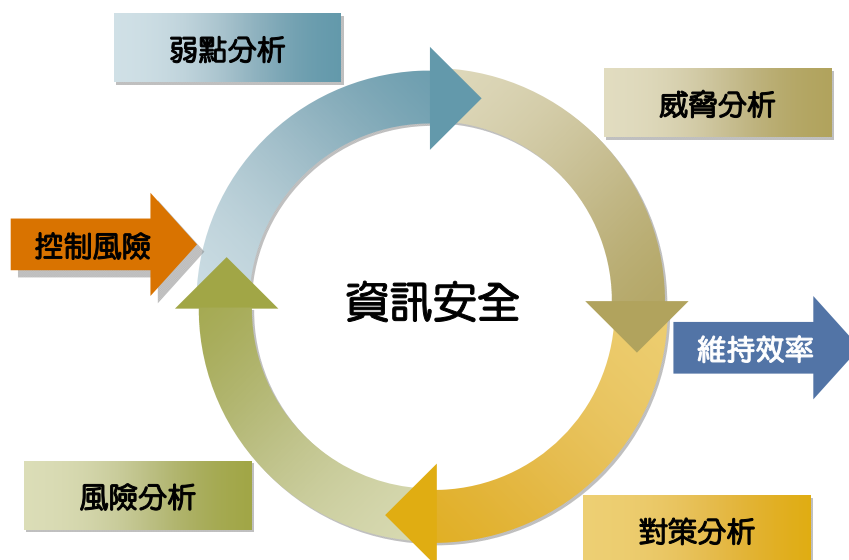 弱點分析
威脅分析
控制風險
資訊安全
維持效率
風險分析
對策分析